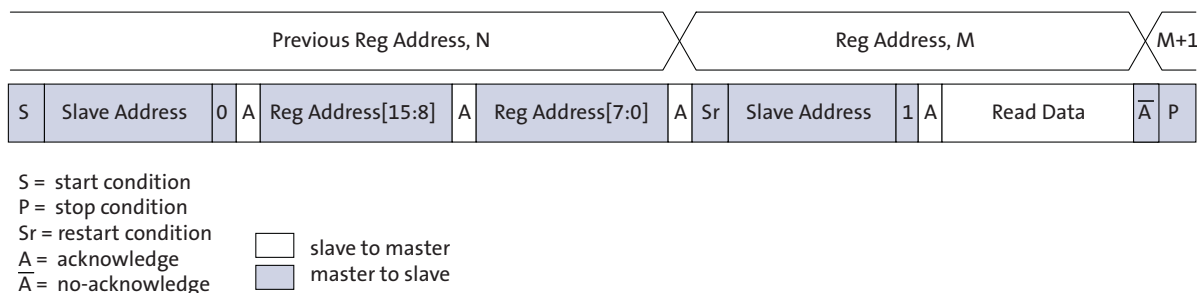 Previous Reg Address, N Reg Address, M M+1
S Slave Address 0 A Reg Address[15:8] A Reg Address[7:0] A Sr Slave Address 1 A Read Data A̅ P
S = start condition
P = stop condition
Sr = restart condition
A = acknowledge
A̅ = no-acknowledge
slave to master
master to slave